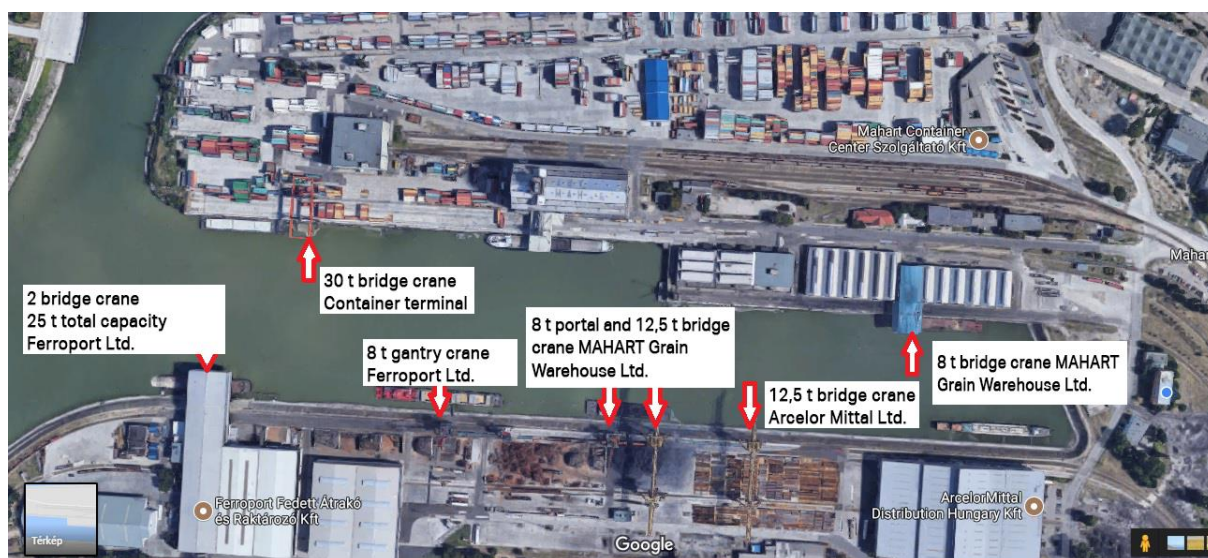 Mahart Container
Center Szolgáltató Kft
Mahar
30 t bridge crane
Container terminal
2 bridge crane
25 t total capacity
Ferroport Ltd.
8 t gantry crane
Ferroport Ltd.
8 t portal and 12,5 t bridge
crane MAHART Grain
Warehouse Ltd.
12,5 t bridge crane
Arcelor Mittal Ltd.
8 t bridge crane MAHART
Grain Warehouse Ltd.
Ferroport Fedett Átrakó
és Raktározó Kft
ArcelorMittal
Distribution Hungary Kft
Térkép
Google